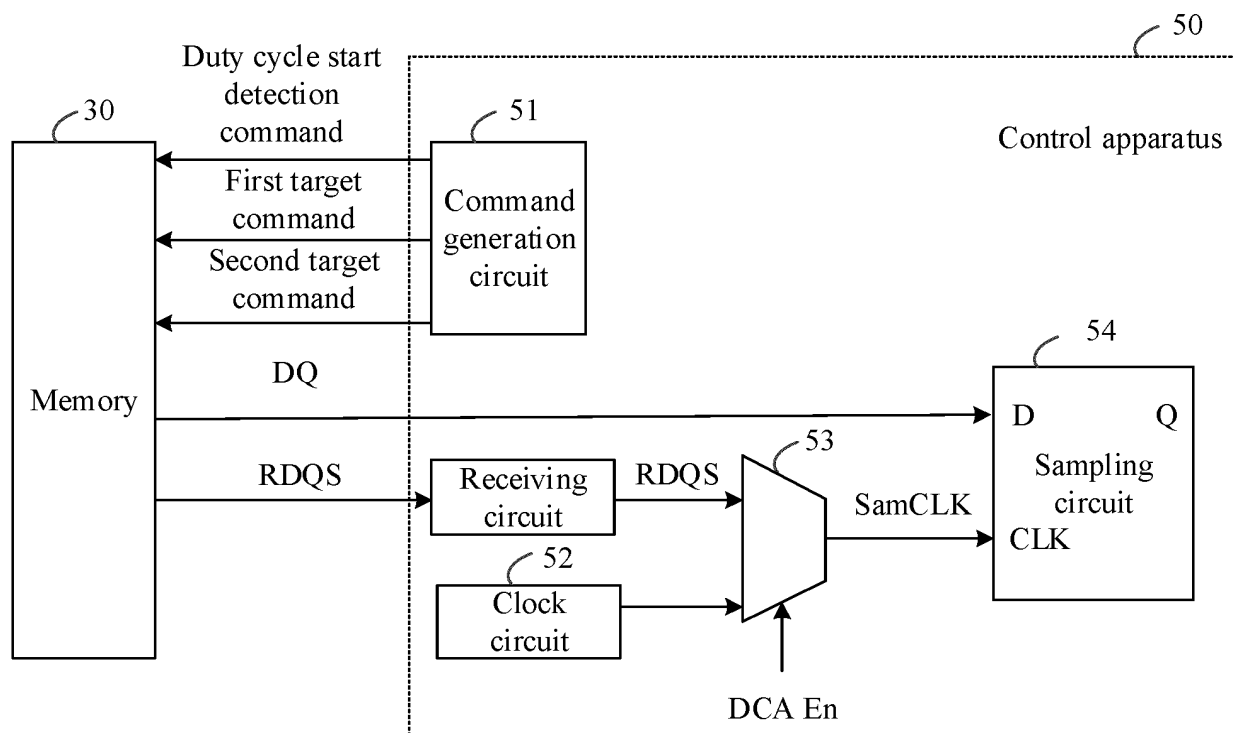 50
Duty cycle start
detection
command
30
51
Control apparatus
First target
command
Command
generation
circuit
Second target
command
54
DQ
Memory
D
Q
53
RDQS
Receiving
circuit
RDQS
Sampling
circuit
SamCLK
CLK
52
Clock
circuit
DCA En